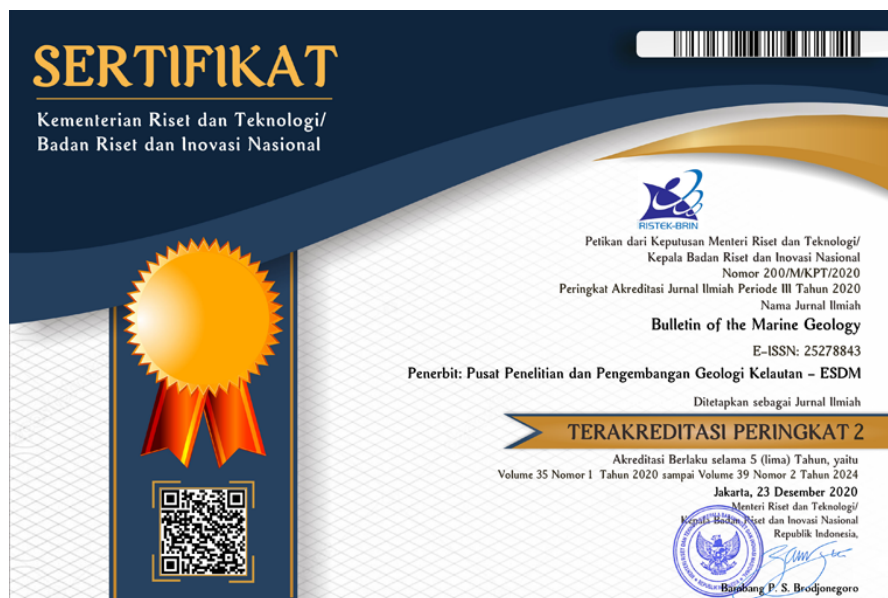 SERTIFIKAT
Kementerian Riset dan Teknologi/
Badan Riset dan Inovasi Nasional
RISTEK-BRIN
Petikan dari Keputusan Menteri Riset dan Teknologi/
Kepala Badan Riset dan Inovasi Nasional
Nomor 200/M/KPT/2020
Peringkat Akreditasi Jurnal Ilmiah Periode III Tahun 2020
Nama Jurnal Ilmiah
Bulletin of the Marine Geology
E-ISSN: 25278843
Penerbit: Pusat Penelitian dan Pengembangan Geologi Kelautan – ESDM
Ditetapkan sebagai Jurnal Ilmiah
TERAKREDITASI PERINGKAT 2
Akreditasi Berlaku selama 5 (lima) Tahun, yaitu
Volume 35 Nomor 1 Tahun 2020 sampai Volume 39 Nomor 2 Tahun 2024
Jakarta, 23 Desember 2020
Menteri Riset dan Teknologi/
Kepala Badan Riset dan Inovasi Nasional
Republik Indonesia,
Bambang P. S. Brodjonegoro